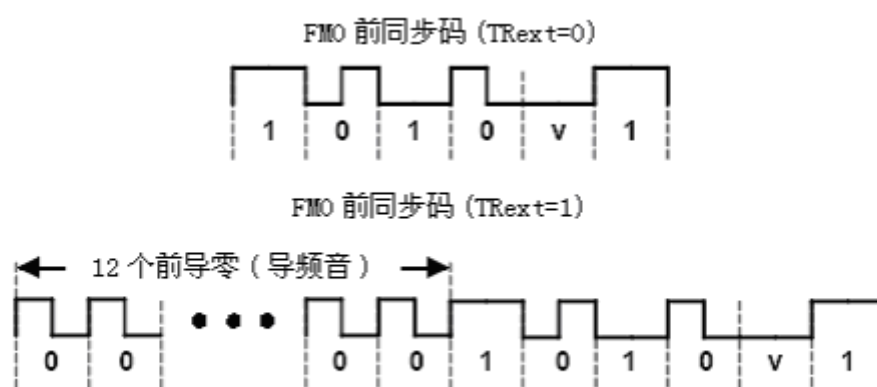 FM0 前同步码 (TRext=0)
1 0 1 0 v 1
FM0 前同步码 (TRext=1)
12 个前导零 ( 导频音 )
0 0 0 0 1 0 1 0 v 1